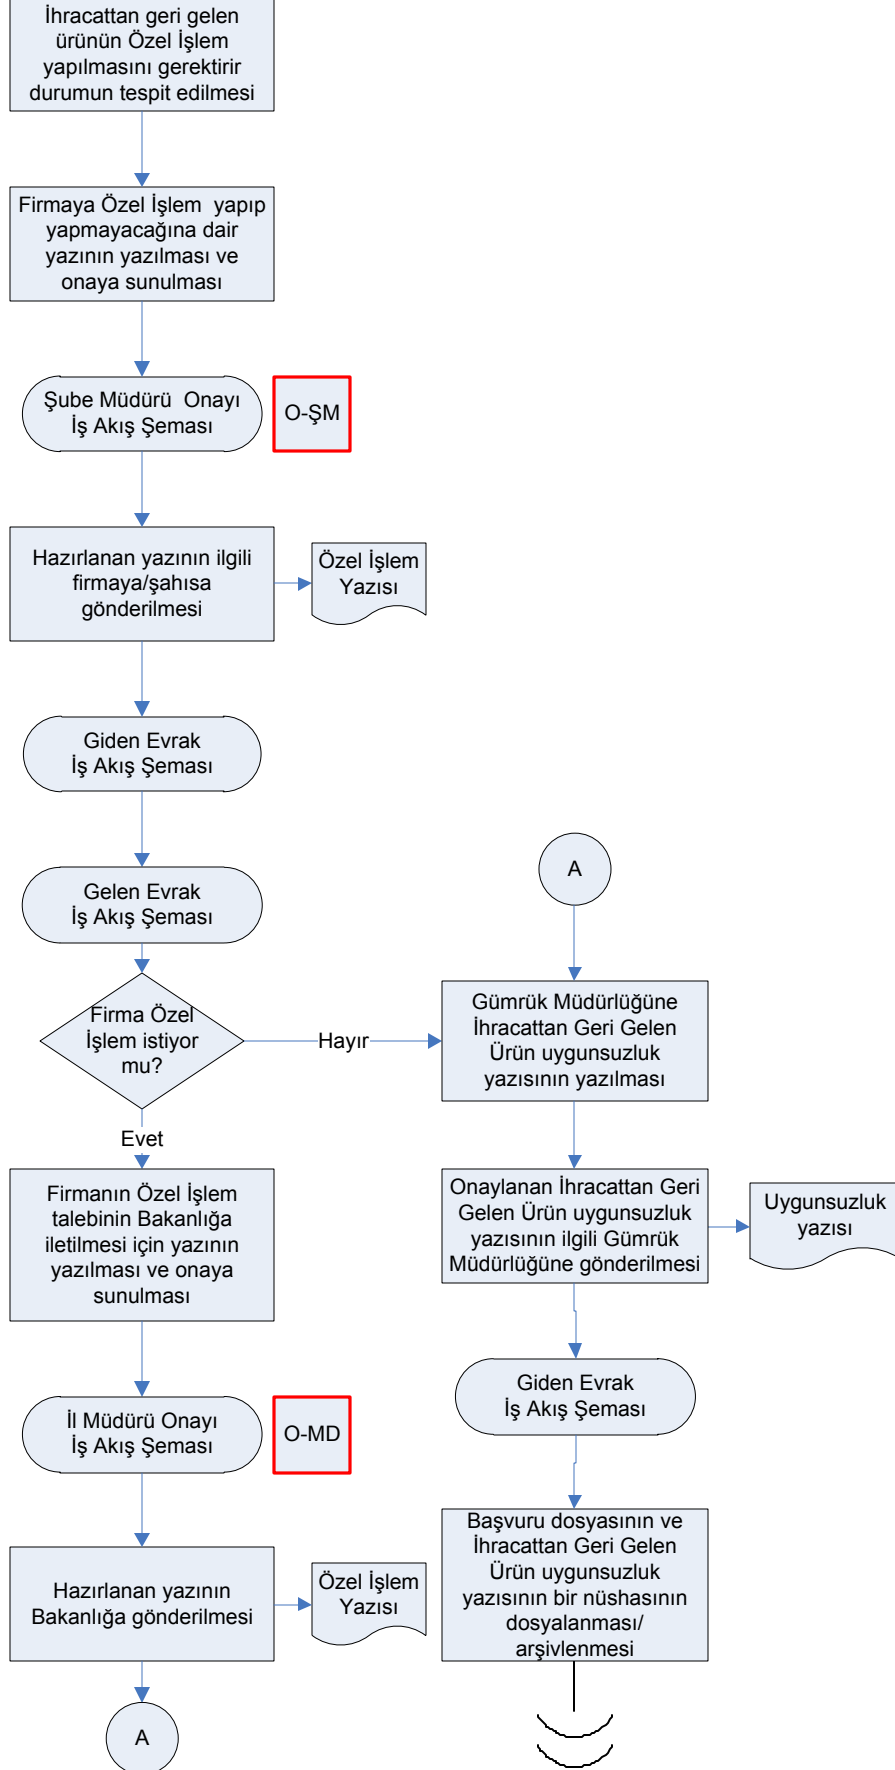 İhracattan geri gelen
ürünün Özel İşlem
yapılmasını gerektirir
durumun tespit edilmesi
Firmaya Özel İşlem yapıp
yapmayacağına dair
yazının yazılması ve
onaya sunulması
Şube Müdürü Onayı
İş Akış Şeması
O-ŞM
Hazırlanan yazının ilgili
firmaya/şahısa
gönderilmesi
Özel İşlem
Yazısı
Giden Evrak
İş Akış Şeması
Gelen Evrak
İş Akış Şeması
Firma Özel
İşlem istiyor
mu?
Hayır
Evet
Firmanın Özel İşlem
talebinin Bakanlığa
iletilmesi için yazının
yazılması ve onaya
sunulması
İl Müdürü Onayı
İş Akış Şeması
O-MD
Hazırlanan yazının
Bakanlığa gönderilmesi
Özel İşlem
Yazısı
A
A
Gümrük Müdürlüğüne
İhracattan Geri Gelen
Ürün uygunsuzluk
yazısının yazılması
Onaylanan İhracattan Geri
Gelen Ürün uygunsuzluk
yazısının ilgili Gümrük
Müdürlüğüne gönderilmesi
Uygunsuzluk
yazısı
Giden Evrak
İş Akış Şeması
Başvuru dosyasının ve
İhracattan Geri Gelen
Ürün uygunsuzluk
yazısının bir nüshasının
dosyalanması/
arşivlenmesi